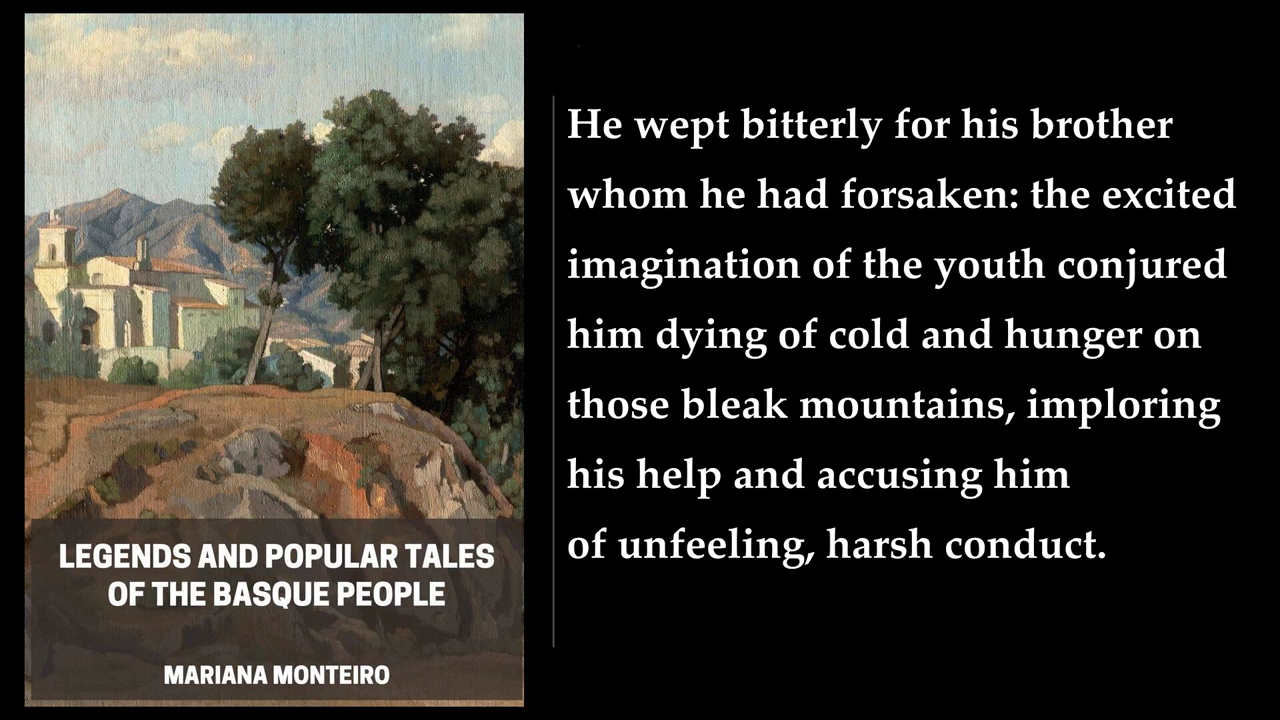 LEGENDS AND POPULAR TALES
OF THE BASQUE PEOPLE
MARIANA MONTEIRO
He wept bitterly for his brother
whom he had forsaken: the excited
imagination of the youth conjured
him dying of cold and hunger on
those bleak mountains, imploring
his help and accusing him
of unfeeling, harsh conduct.